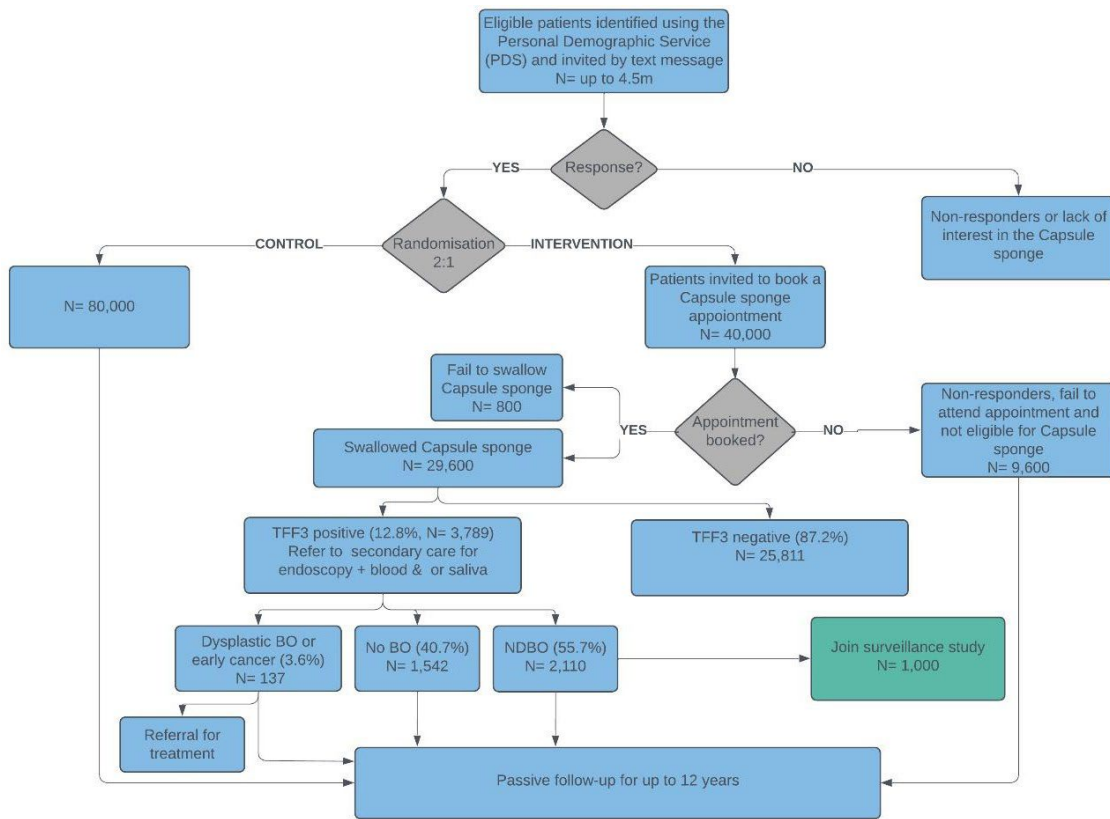 Eligible patients identified using the
Personal Demographic Service
(PDS) and invited by text message
N= up to 4.5m
Response?
YES
NO
Non-responders or lack of
interest in the Capsule
sponge
Randomisation
2:1
CONTROL
INTERVENTION
N= 80,000
Patients invited to book a
Capsule sponge
appointment
N= 40,000
Appointment
booked?
YES
NO
Fail to swallow
Capsule sponge
N= 800
Non-responders, fail to
attend appointment and
not eligible for Capsule
sponge
N= 9,600
Swallowed Capsule sponge
N= 29,600
TFF3 positive (12.8%, N= 3,789)
Refer to secondary care for
endoscopy + blood & or saliva
TFF3 negative (87.2%)
N= 25,811
Dysplastic BO or
early cancer (3.6%)
N= 137
No BO (40.7%)
N= 1,542
NDBO (55.7%)
N= 2,110
Join surveillance study
N= 1,000
Referral for
treatment
Passive follow-up for up to 12 years